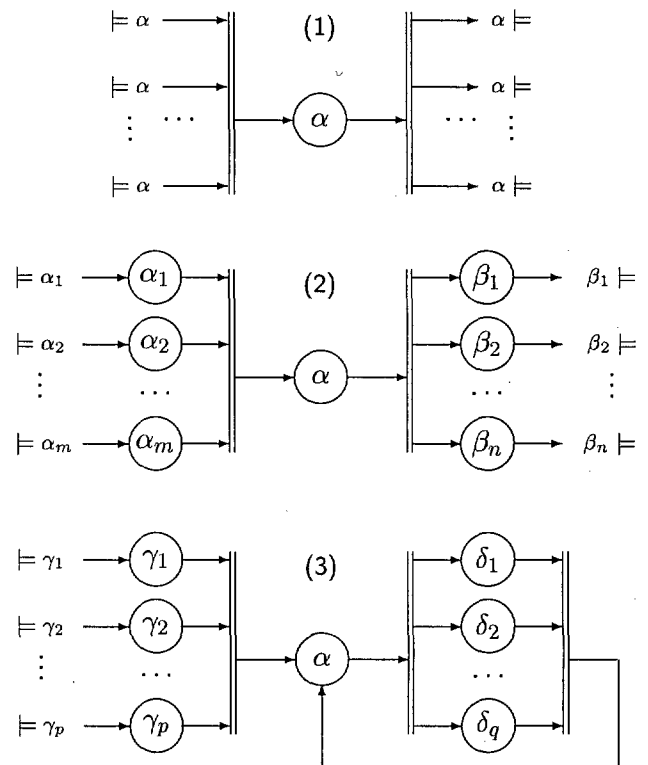 ⊨ α (1) α ⊨
⊨ α α ⊨
⋮ ··· α ··· ⋮
⊨ α α ⊨
⊨ α₁ α₁ (2) β₁ β₁ ⊨
⊨ α₂ α₂ β₂ β₂ ⊨
⋮ ··· α ··· ⋮
⊨ αₘ αₘ βₙ βₙ ⊨
⊨ γ₁ γ₁ (3) δ₁
⊨ γ₂ γ₂ δ₂
⋮ ··· α ···
⊨ γₚ γₚ δ_q